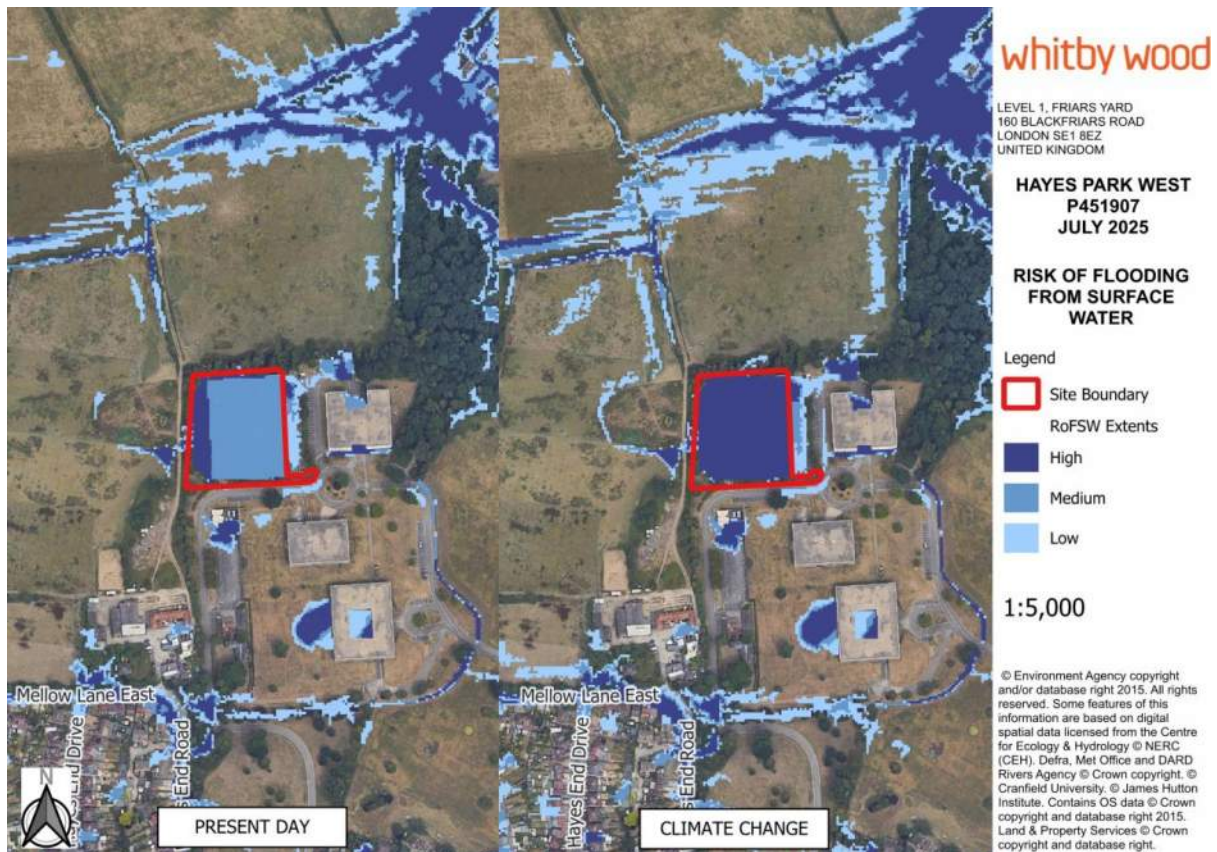 Mellow Lane East
Hayes End Road
N
PRESENT DAY
Mellow Lane East
Hayes End Drive
Hayes End Road
CLIMATE CHANGE
whitby wood
LEVEL 1, FRIARS YARD
160 BLACKFRIARS ROAD
LONDON SE1 8EZ
UNITED KINGDOM
HAYES PARK WEST
P451907
JULY 2025
RISK OF FLOODING
FROM SURFACE
WATER
Legend
Site Boundary
RoFSW Extents
High
Medium
Low
1:5,000
© Environment Agency copyright
and/or database right 2015. All rights
reserved. Some features of this
information are based on digital
spatial data licensed from the Centre
for Ecology & Hydrology © NERC
(CEH). Defra, Met Office and DARD
Rivers Agency © Crown copyright. ©
Cranfield University. © James Hutton
Institute. Contains OS data © Crown
copyright and database right 2015.
Land & Property Services © Crown
copyright and database right.